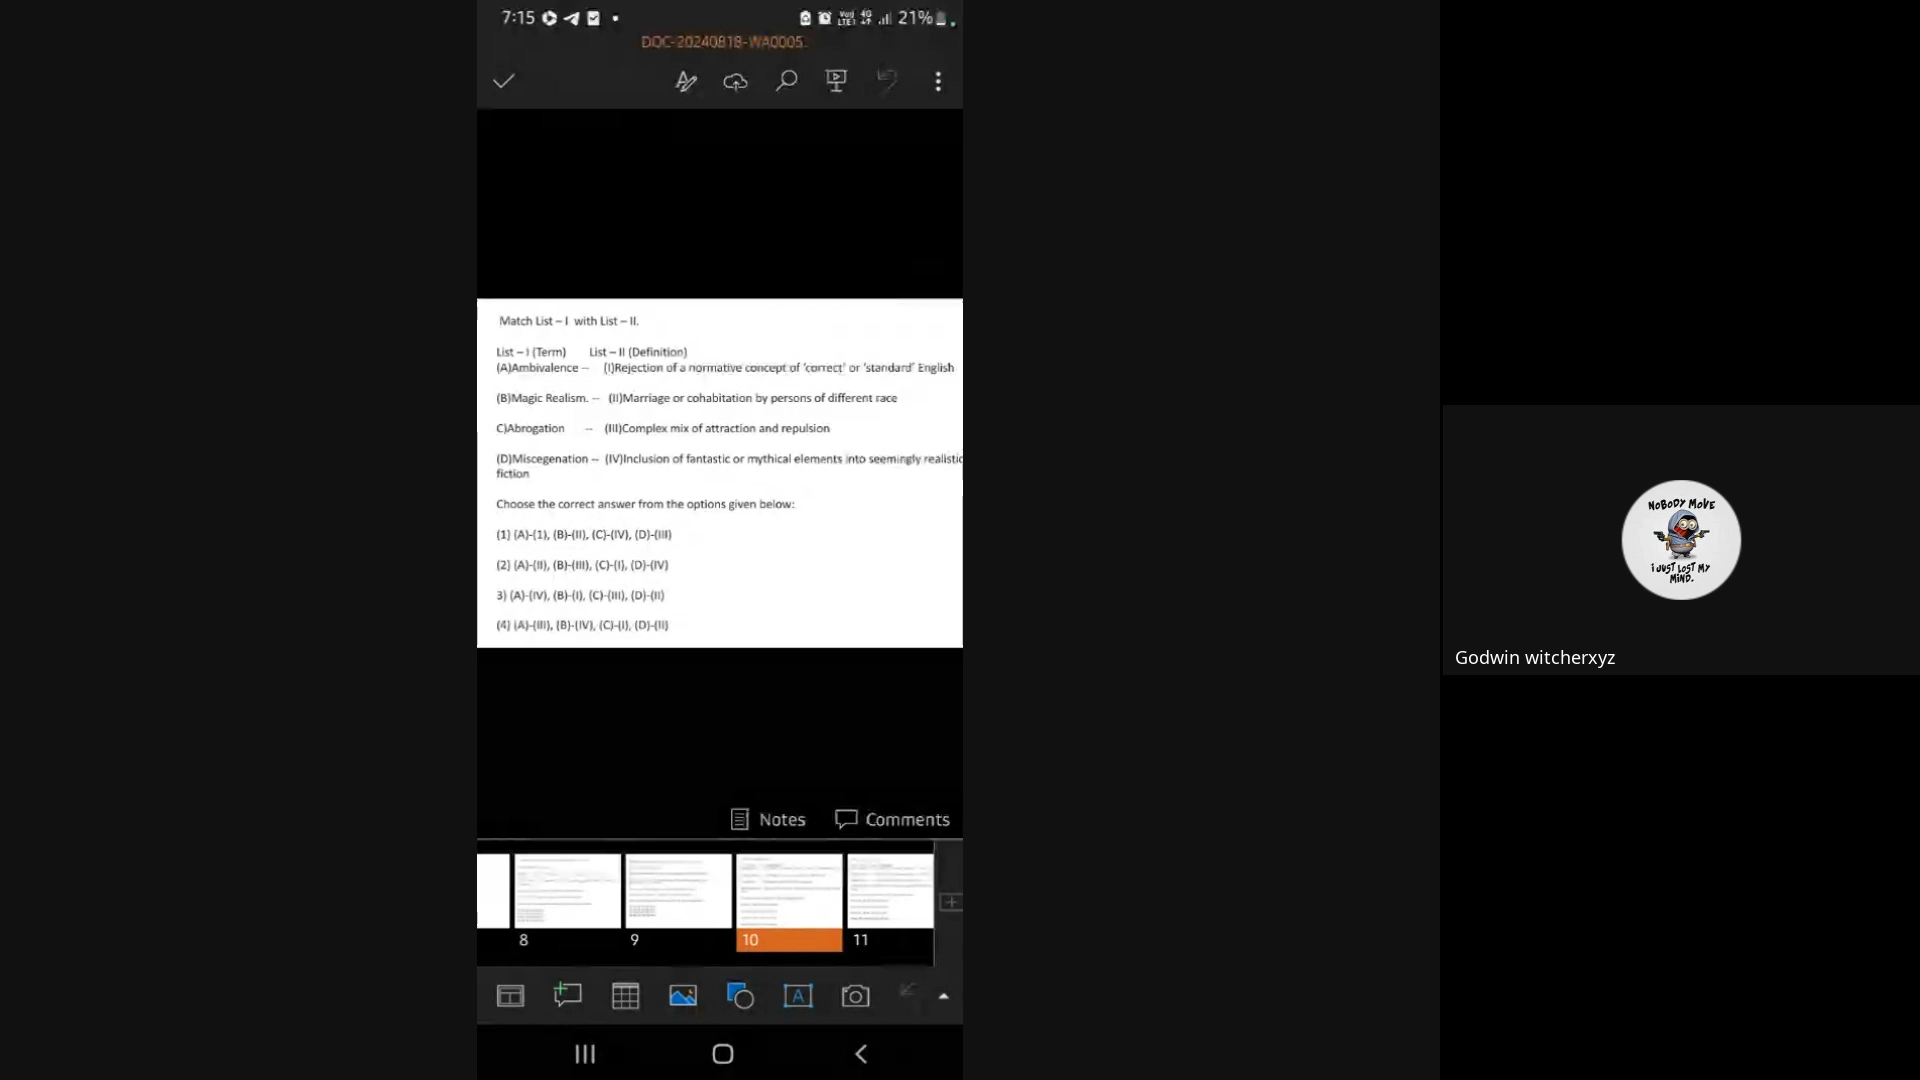 7:15
21%
DOC-20240818-WA0005.
Match List – I with List – II.
List – I (Term) List – II (Definition)
(A)Ambivalence -- (I)Rejection of a normative concept of 'correct' or 'standard' English
(B)Magic Realism. -- (II)Marriage or cohabitation by persons of different race
C)Abrogation -- (III)Complex mix of attraction and repulsion
(D)Miscegenation -- (IV)Inclusion of fantastic or mythical elements into seemingly realistic
fiction
Choose the correct answer from the options given below:
(1) (A)-(1), (B)-(II), (C)-(IV), (D)-(III)
(2) (A)-(II), (B)-(III), (C)-(I), (D)-(IV)
3) (A)-(IV), (B)-(I), (C)-(III), (D)-(II)
(4) (A)-(III), (B)-(IV), (C)-(I), (D)-(II)
Notes Comments
8 9 10 11
NOBODY MOVE
I JUST LOST MY
MIND.
Godwin witcherxyz